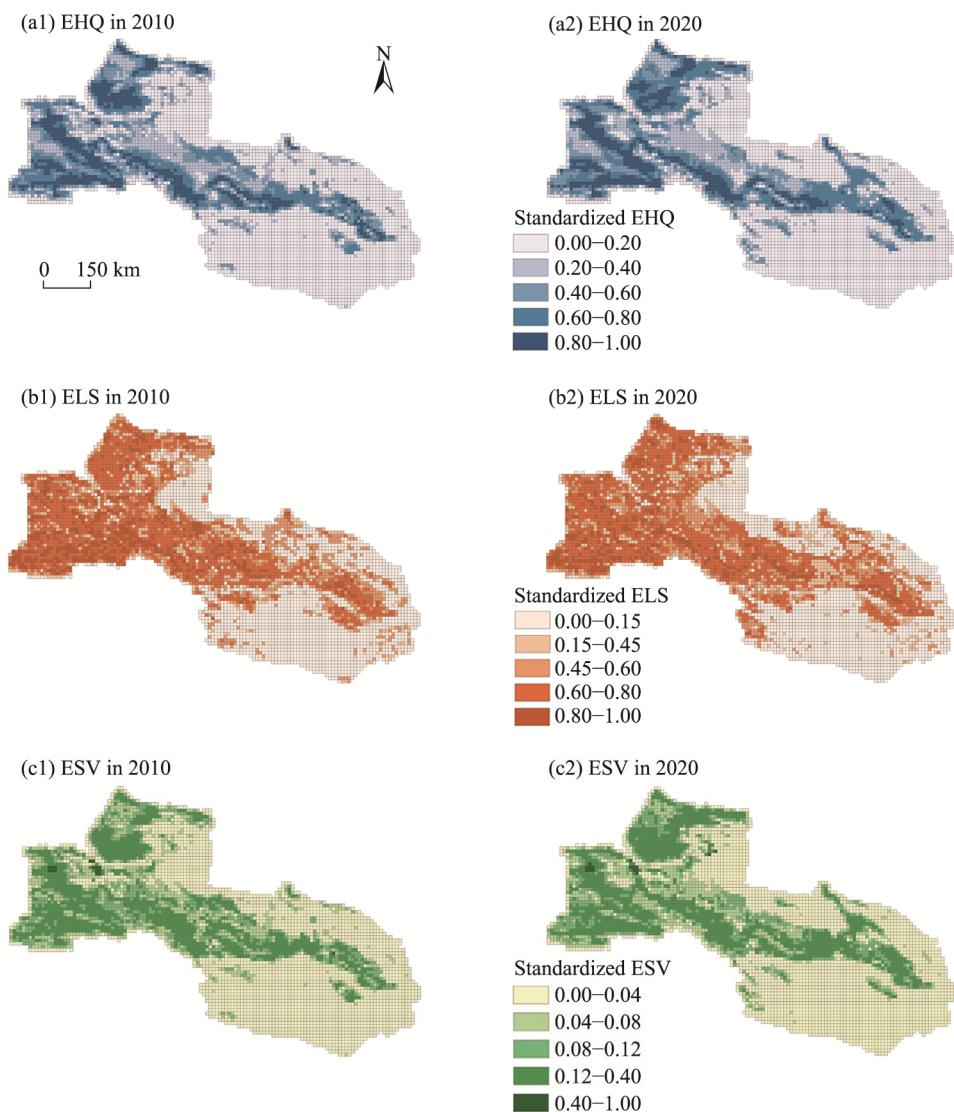 (a1) EHQ in 2010
(a2) EHQ in 2020
N
0 150 km
Standardized EHQ
0.00−0.20
0.20−0.40
0.40−0.60
0.60−0.80
0.80−1.00
(b1) ELS in 2010
(b2) ELS in 2020
Standardized ELS
0.00−0.15
0.15−0.45
0.45−0.60
0.60−0.80
0.80−1.00
(c1) ESV in 2010
(c2) ESV in 2020
Standardized ESV
0.00−0.04
0.04−0.08
0.08−0.12
0.12−0.40
0.40−1.00